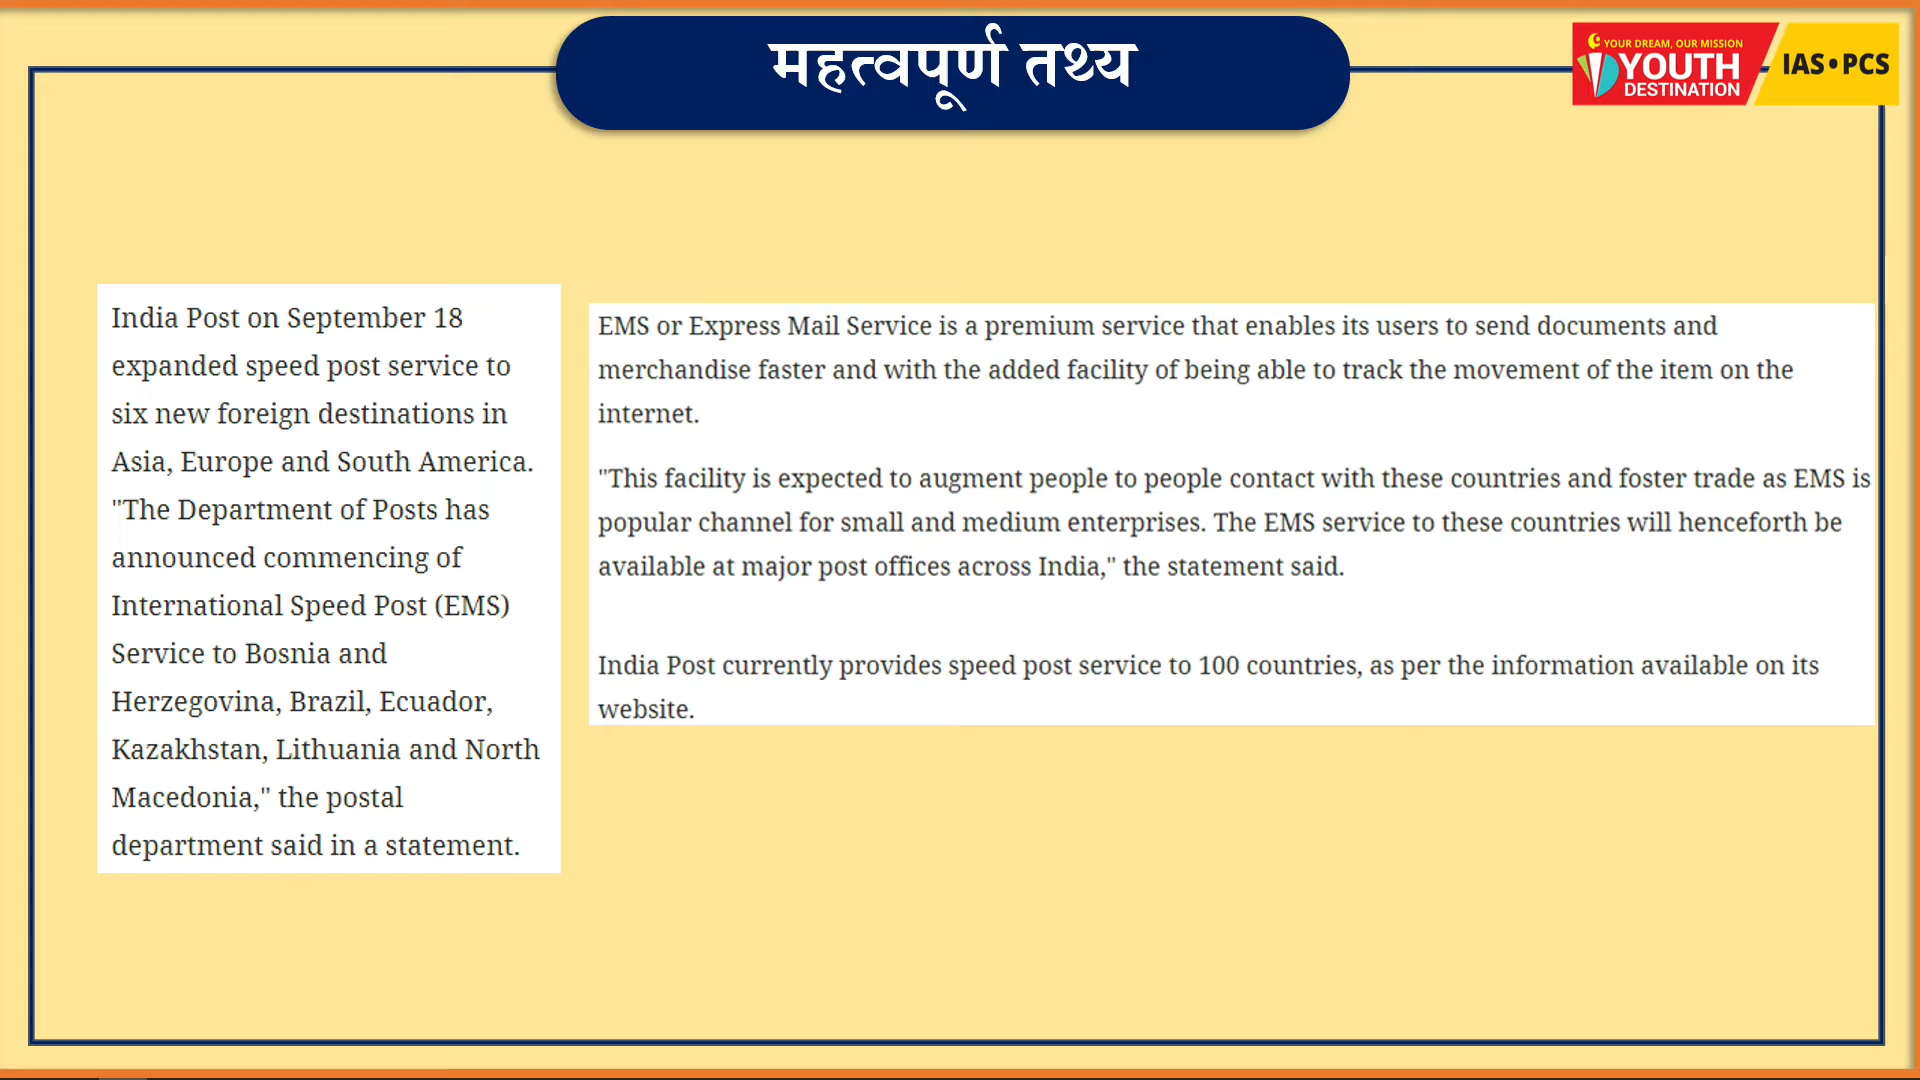 महत्वपूर्ण तथ्य
YOUR DREAM, OUR MISSION
YOUTH
DESTINATION
IAS•PCS
India Post on September 18
expanded speed post service to
six new foreign destinations in
Asia, Europe and South America.
"The Department of Posts has
announced commencing of
International Speed Post (EMS)
Service to Bosnia and
Herzegovina, Brazil, Ecuador,
Kazakhstan, Lithuania and North
Macedonia," the postal
department said in a statement.
EMS or Express Mail Service is a premium service that enables its users to send documents and
merchandise faster and with the added facility of being able to track the movement of the item on the
internet.
"This facility is expected to augment people to people contact with these countries and foster trade as EMS is
popular channel for small and medium enterprises. The EMS service to these countries will henceforth be
available at major post offices across India," the statement said.
India Post currently provides speed post service to 100 countries, as per the information available on its
website.